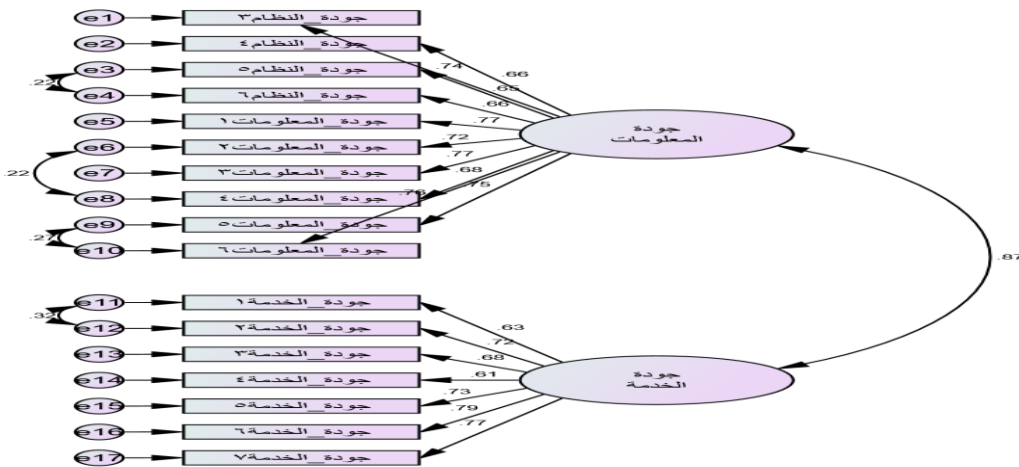 e1 جودة_النظام٣
e2 جودة_النظام٤
e3 جودة_النظام٥
e4 جودة_النظام٦
e5 جودة_المعلومات١
e6 جودة_المعلومات٢
e7 جودة_المعلومات٣
e8 جودة_المعلومات٤
e9 جودة_المعلومات٥
e10 جودة_المعلومات٦
.22
.22
.27
.74
.66
.65
.66
.77
.72
.77
.68
.75
جودة
المعلومات
.87
e11 جودة_الخدمة١
e12 جودة_الخدمة٢
e13 جودة_الخدمة٣
e14 جودة_الخدمة٤
e15 جودة_الخدمة٥
e16 جودة_الخدمة٦
e17 جودة_الخدمة٧
.32
.63
.72
.68
.61
.73
.79
.77
جودة
الخدمة